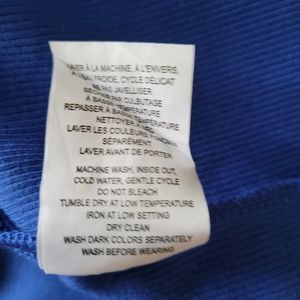 LAVER À LA MACHINE, À L'ENVERS,
À L'EAU FROIDE, CYCLE DÉLICAT
NE PAS JAVELLISER
SÉCHER PAR CULBUTAGE
À BASSE TEMPÉRATURE
REPASSER À BASSE TEMPÉRATURE
NETTOYER À SEC
LAVER LES COULEURS FONCÉES
SÉPARÉMENT
LAVER AVANT DE PORTER
MACHINE WASH, INSIDE OUT,
COLD WATER, GENTLE CYCLE
DO NOT BLEACH
TUMBLE DRY AT LOW TEMPERATURE
IRON AT LOW SETTING
DRY CLEAN
WASH DARK COLORS SEPARATELY
WASH BEFORE WEARING